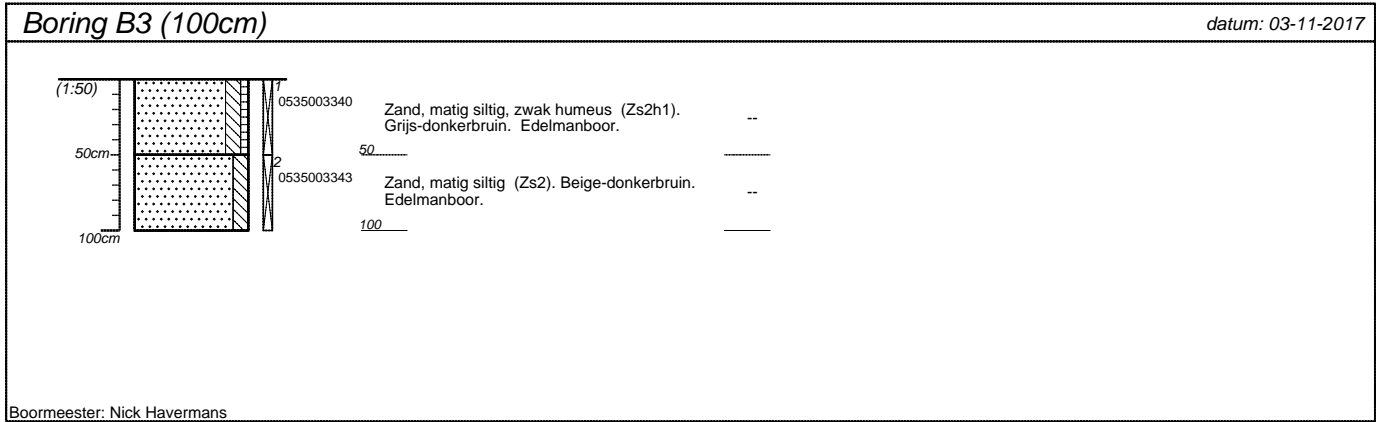 Boring B3 (100cm)
datum: 03-11-2017
(1:50)
1
0535003340
Zand, matig siltig, zwak humeus (Zs2h1).
Grijs-donkerbruin. Edelmanboor.
--
50cm
50
2
0535003343
Zand, matig siltig (Zs2). Beige-donkerbruin.
Edelmanboor.
--
100
100cm
Boormeester: Nick Havermans